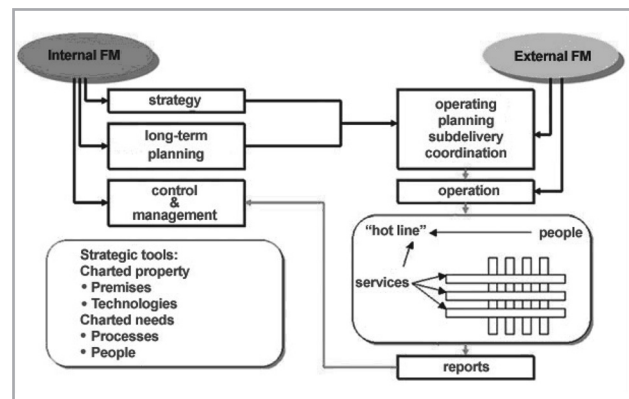 Internal FM
External FM
strategy
long-term
planning
control
&
management
operating
planning
subdelivery
coordination
operation
"hot line"
people
services
reports
Strategic tools:
Charted property
• Premises
• Technologies
Charted needs
• Processes
• People